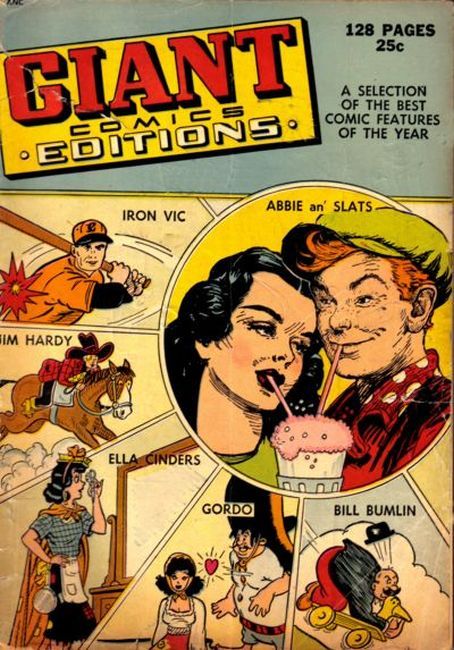 GIANT
COMICS
EDITIONS
128 PAGES
25c
A SELECTION
OF THE BEST
COMIC FEATURES
OF THE YEAR
IRON VIC
ABBIE an' SLATS
JIM HARDY
ELLA CINDERS
GORDO
BILL BUMLIN